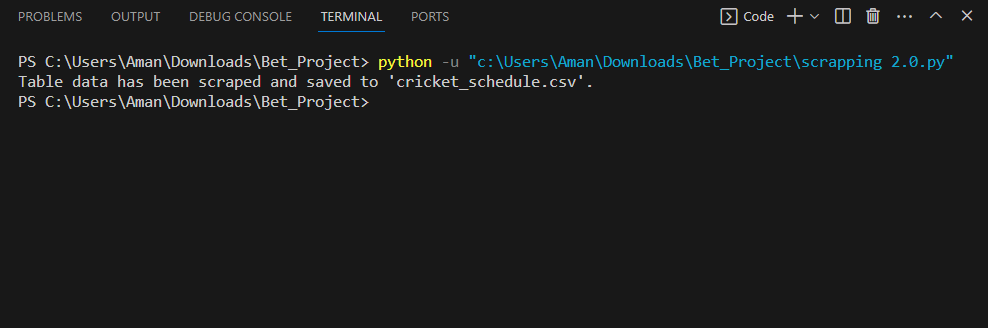 PROBLEMS OUTPUT DEBUG CONSOLE TERMINAL PORTS Code
PS C:\Users\Aman\Downloads\Bet_Project> python -u "c:\Users\Aman\Downloads\Bet_Project\scrapping 2.0.py"
Table data has been scraped and saved to 'cricket_schedule.csv'.
PS C:\Users\Aman\Downloads\Bet_Project>